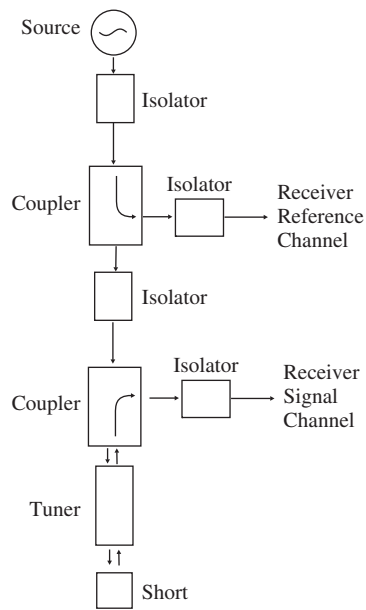 Source
Isolator
Isolator
Coupler
Receiver
Reference
Channel
Isolator
Isolator
Coupler
Receiver
Signal
Channel
Tuner
Short